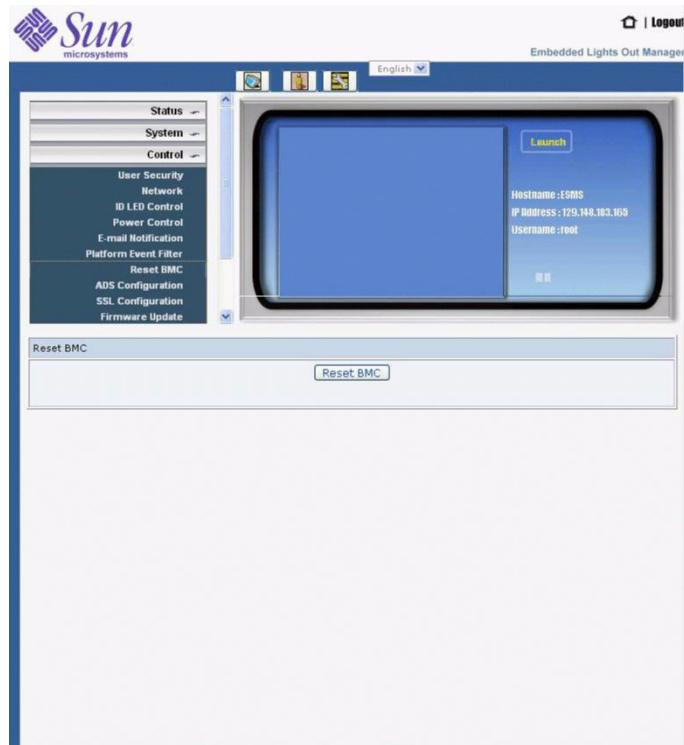 Sun
microsystems
| Logout
Embedded Lights Out Manager
English
Status
System
Control
User Security
Network
ID LED Control
Power Control
E-mail Notification
Platform Event Filter
Reset BMC
ADS Configuration
SSL Configuration
Firmware Update
Launch
Hostname :ESMS
IP Address : 129.148.183.165
Username :root
Reset BMC
Reset BMC